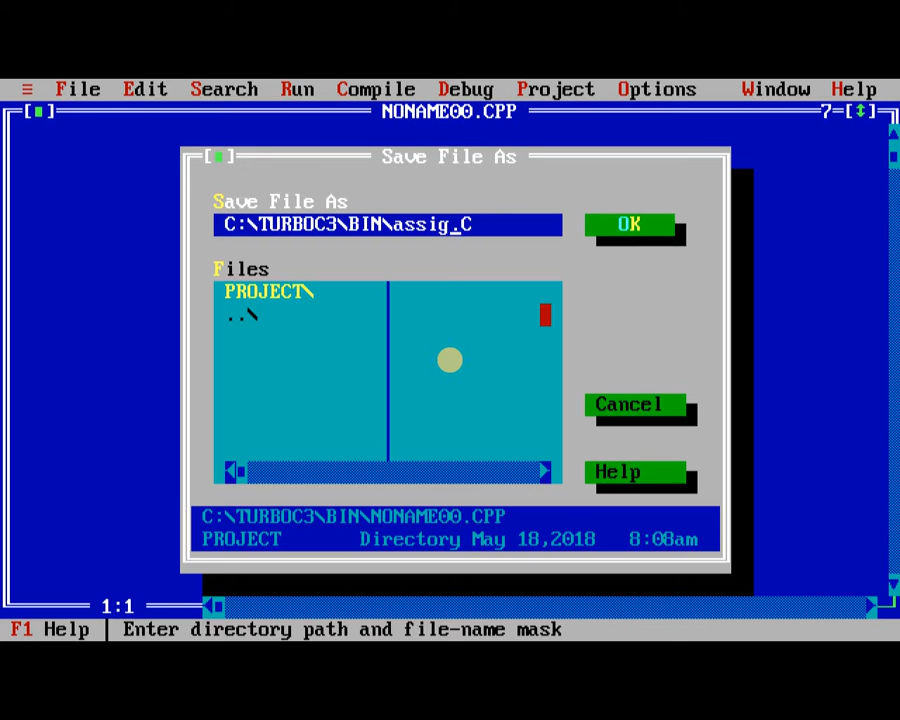 ≡ File Edit Search Run Compile Debug Project Options Window Help
NONAME00.CPP 7
Save File As
Save File As
C:\TURBOC3\BIN\assig.C OK
Files
PROJECT\
..\
Cancel
Help
C:\TURBOC3\BIN\NONAME00.CPP
PROJECT Directory May 18,2018 8:08am
1:1
F1 Help | Enter directory path and file-name mask